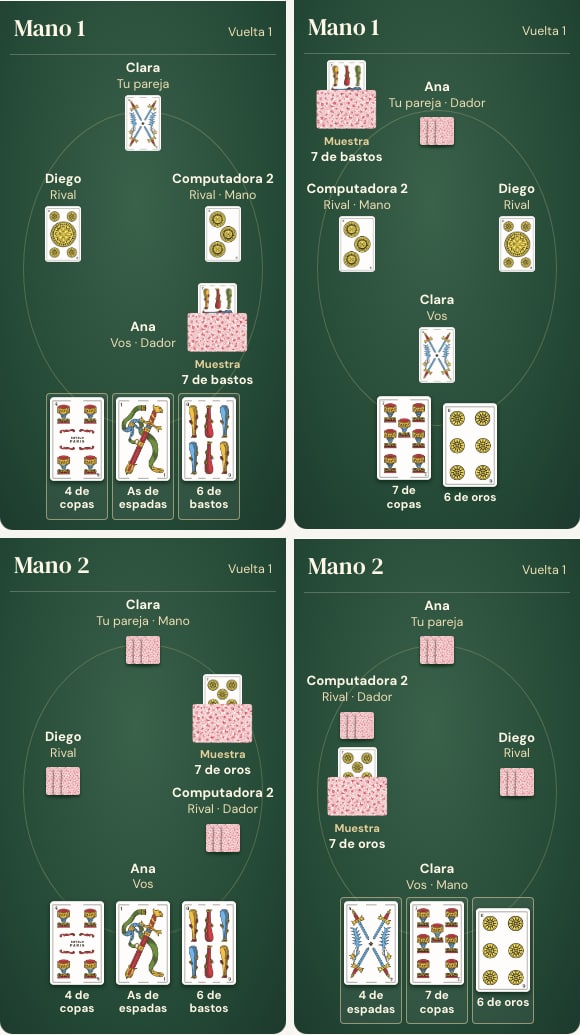 Mano 1
Vuelta 1
Clara
Tu pareja
Diego
Rival
Computadora 2
Rival · Mano
Ana
Vos · Dador
Muestra
7 de bastos
4 de
copas
As de
espadas
6 de
bastos
Mano 1
Vuelta 1
Muestra
7 de bastos
Ana
Tu pareja · Dador
Computadora 2
Rival · Mano
Diego
Rival
Clara
Vos
7 de
copas
6 de oros
Mano 2
Vuelta 1
Clara
Tu pareja · Mano
Muestra
7 de oros
Diego
Rival
Computadora 2
Rival · Dador
Ana
Vos
4 de
copas
As de
espadas
6 de
bastos
Mano 2
Vuelta 1
Ana
Tu pareja
Computadora 2
Rival · Dador
Diego
Rival
Muestra
7 de oros
Clara
Vos · Mano
4 de
espadas
7 de
copas
6 de oros